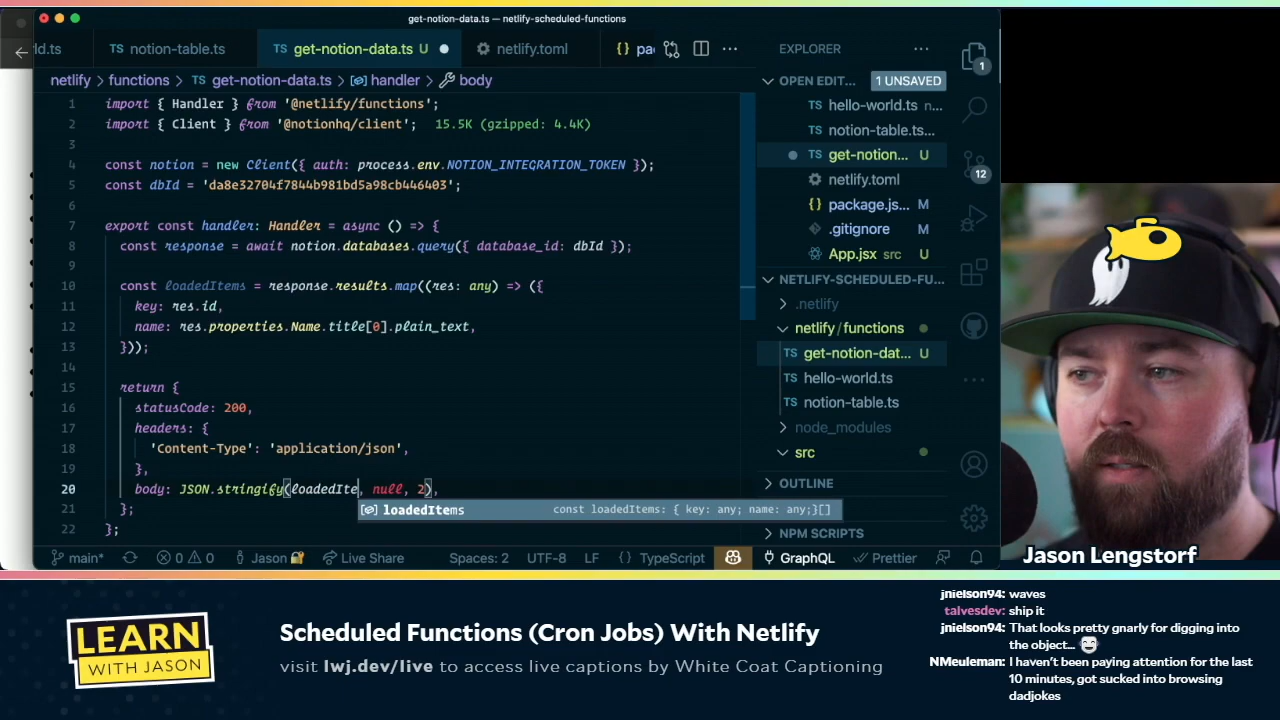 get-notion-data.ts — netlify-scheduled-functions
ld.ts
TS notion-table.ts
TS get-notion-data.ts U
netlify.toml
{} pac
netlify > functions > TS get-notion-data.ts > handler > body
1 import { Handler } from '@netlify/functions';
2 import { Client } from '@notionhq/client'; 15.5K (gzipped: 4.4K)
3
4 const notion = new Client({ auth: process.env.NOTION_INTEGRATION_TOKEN });
5 const dbId = 'da8e32704f7844b981bd5a98cb446403';
6
7 export const handler: Handler = async () => {
8 const response = await notion.databases.query({ database_id: dbId });
9
10 const loadedItems = response.results.map((res: any) => ({
11 key: res.id,
12 name: res.properties.Name.title[0].plain_text,
13 }));
14
15 return {
16 statusCode: 200,
17 headers: {
18 'Content-Type': 'application/json',
19 },
20 body: JSON.stringify(loadedIte, null, 2),
loadedItems const loadedItems: { key: any; name: any;}[]
21 };
22 };
EXPLORER
OPEN EDIT... 1 UNSAVED
TS hello-world.ts n...
TS notion-table.ts...
TS get-notion... U
netlify.toml
{} package.js... M
.gitignore M
App.jsx src U
NETLIFY-SCHEDULED-FU...
.netlify
netlify / functions
TS get-notion-dat... U
TS hello-world.ts
TS notion-table.ts
node_modules
src
OUTLINE
NPM SCRIPTS
1
12
main*
0 0
Jason
Live Share
Spaces: 2
UTF-8
LF
{} TypeScript
GraphQL
Prettier
Jason Lengstorf
LEARN
WITH JASON
Scheduled Functions (Cron Jobs) With Netlify
visit lwj.dev/live to access live captions by White Coat Captioning
jnielson94: waves
talvesdev: ship it
jnielson94: That looks pretty gnarly for digging into
the object...
NMeuleman: I haven't been paying attention for the last
10 minutes, got sucked into browsing
dadjokes